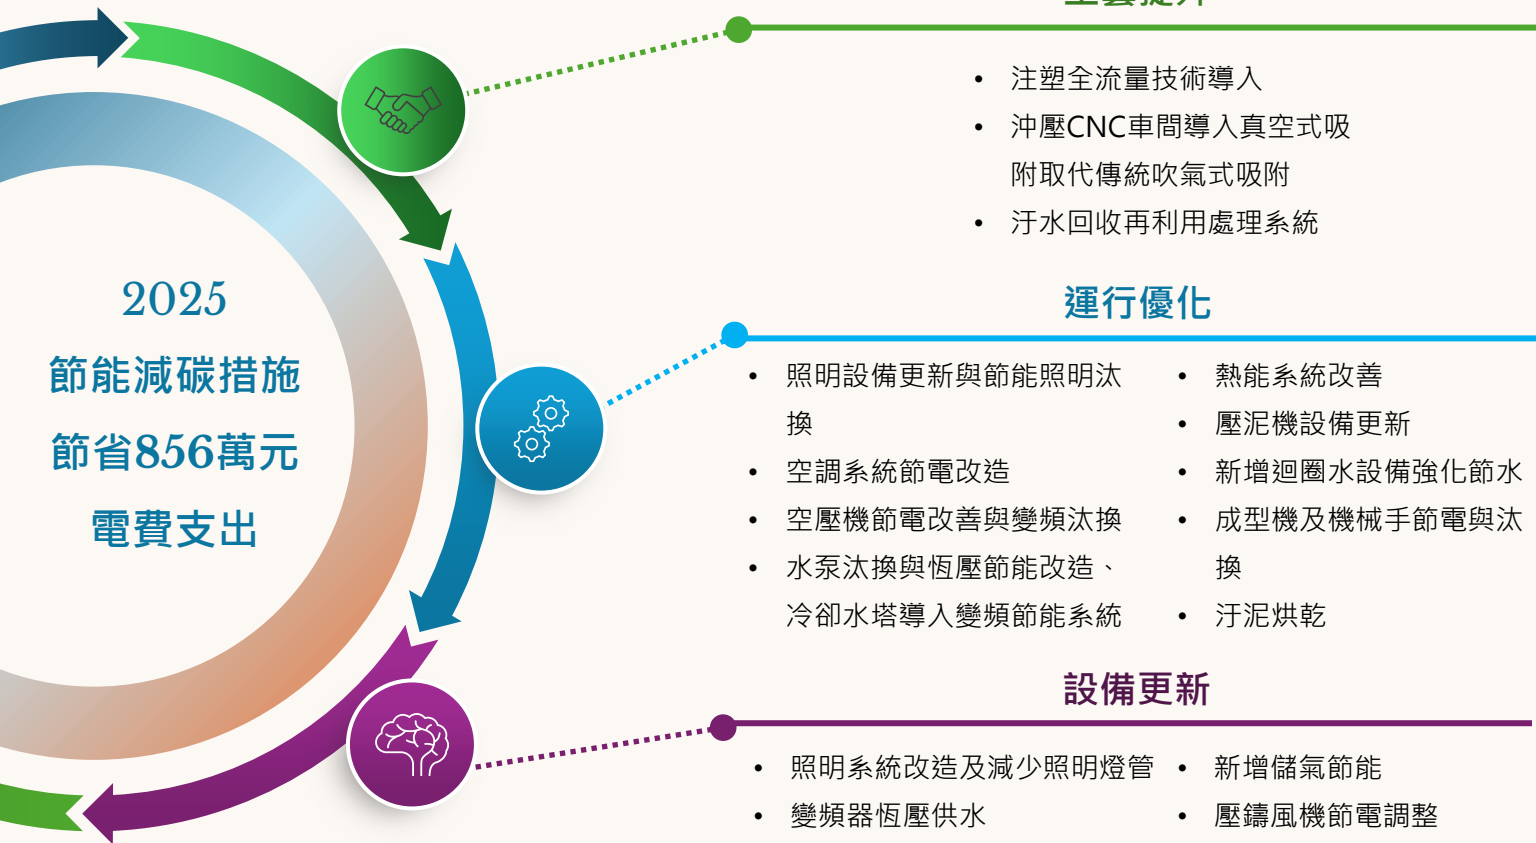 2025
節能減碳措施
節省856萬元
電費支出
• 注塑全流量技術導入
• 沖壓CNC車間導入真空式吸
附取代傳統吹氣式吸附
• 汙水回收再利用處理系統
運行優化
• 照明設備更新與節能照明汰
換
• 空調系統節電改造
• 空壓機節電改善與變頻汰換
• 水泵汰換與恆壓節能改造、
冷卻水塔導入變頻節能系統
• 熱能系統改善
• 壓泥機設備更新
• 新增迴圈水設備強化節水
• 成型機及機械手節電與汰
換
• 汙泥烘乾
設備更新
• 照明系統改造及減少照明燈管
• 變頻器恆壓供水
• 新增儲氣節能
• 壓鑄風機節電調整